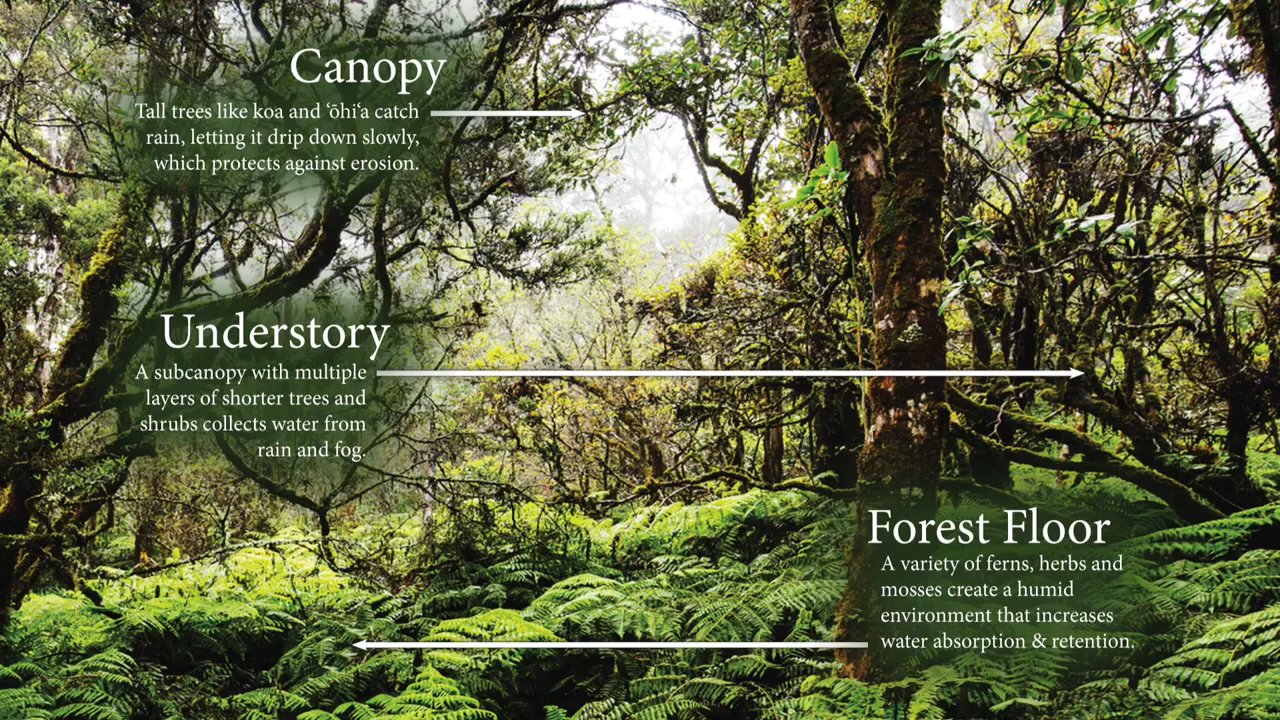 Canopy
Tall trees like koa and ʻōhiʻa catch
rain, letting it drip down slowly,
which protects against erosion.
Understory
A subcanopy with multiple
layers of shorter trees and
shrubs collects water from
rain and fog.
Forest Floor
A variety of ferns, herbs and
mosses create a humid
environment that increases
water absorption & retention.